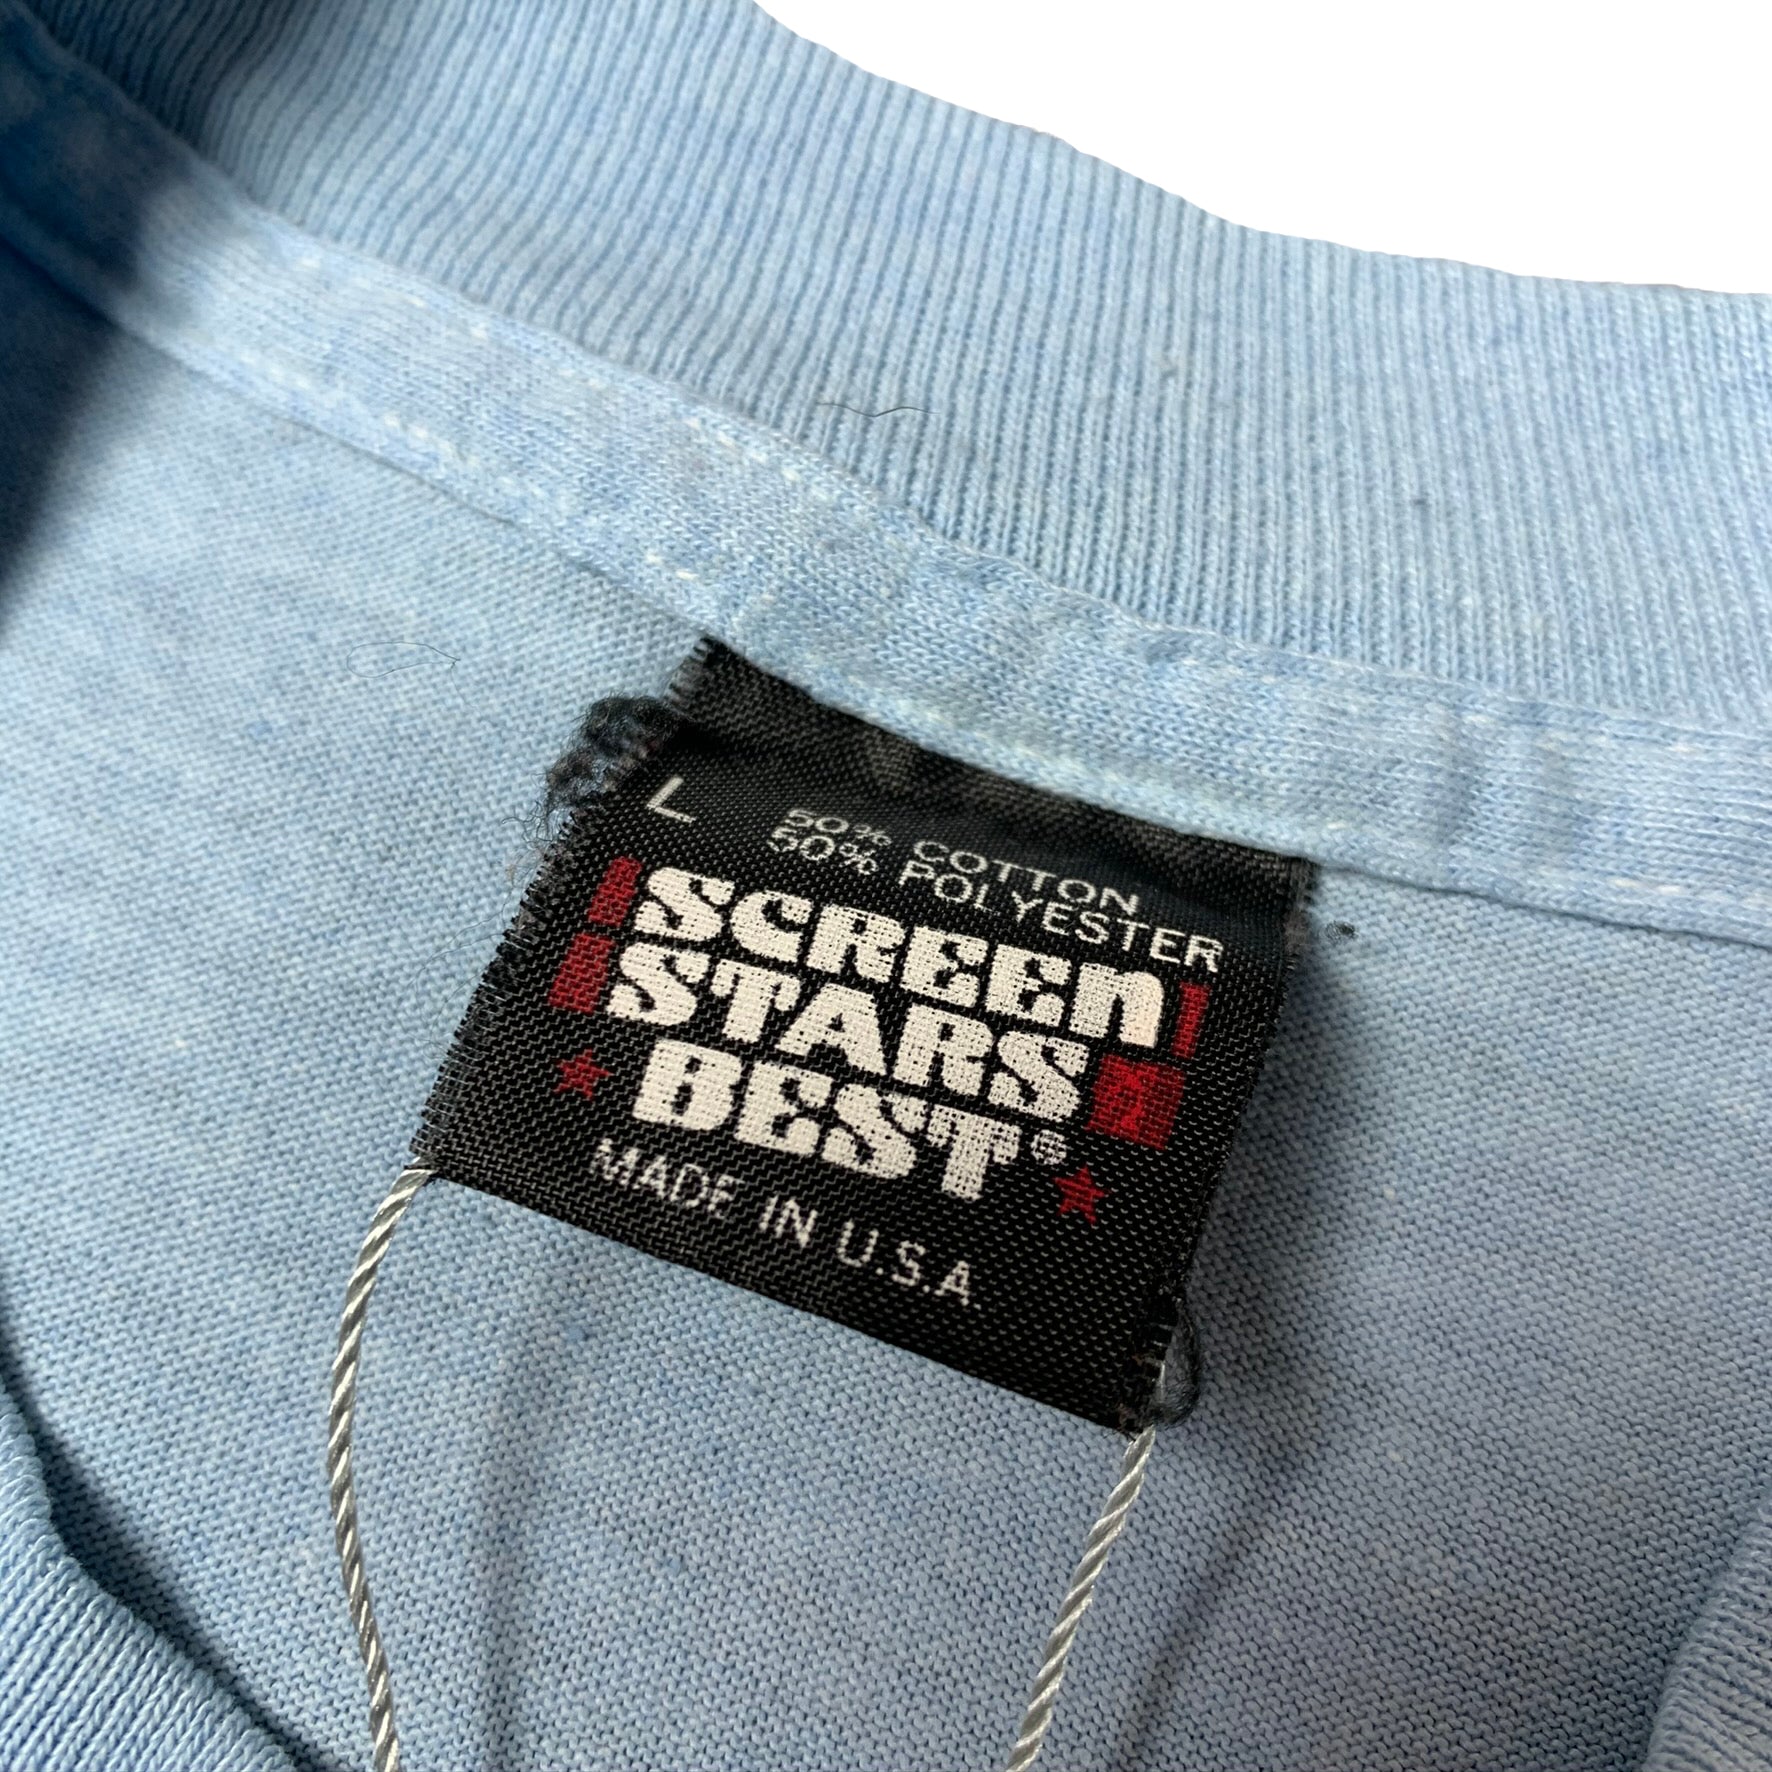 L
50% COTTON
50% POLYESTER
SCREEN
STARS
BEST®
MADE IN U.S.A.